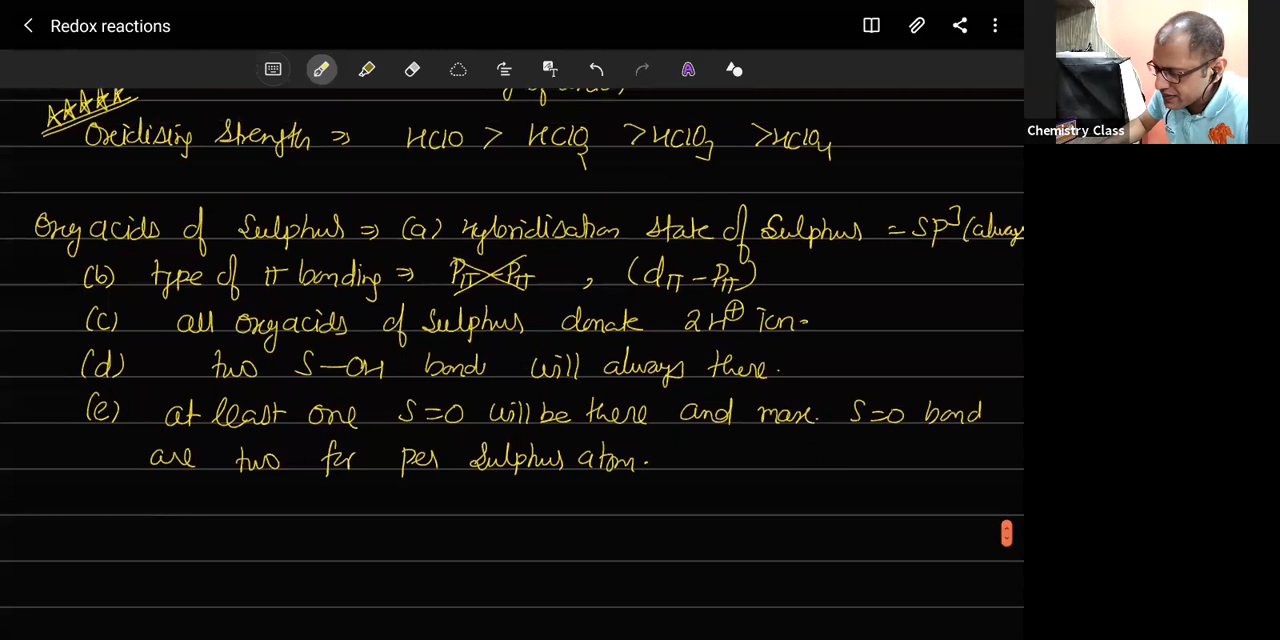 Redox reactions
Chemistry Class
Oxidising Strength ⇒ HClO > HClO2 > HClO3 > HClO4
Oxyacids of Sulphur ⇒ (a) Hybridisation state of Sulphur = SP3 (always
(b) type of π bonding ⇒ Pπ-Pπ , (dπ-Pπ)
(c) all oxyacids of Sulphur donate 2H⊕ ion.
(d) two S-OH bond will always there.
(e) at least one S=O will be there and max. S=O bond
are two for per Sulphur atom.